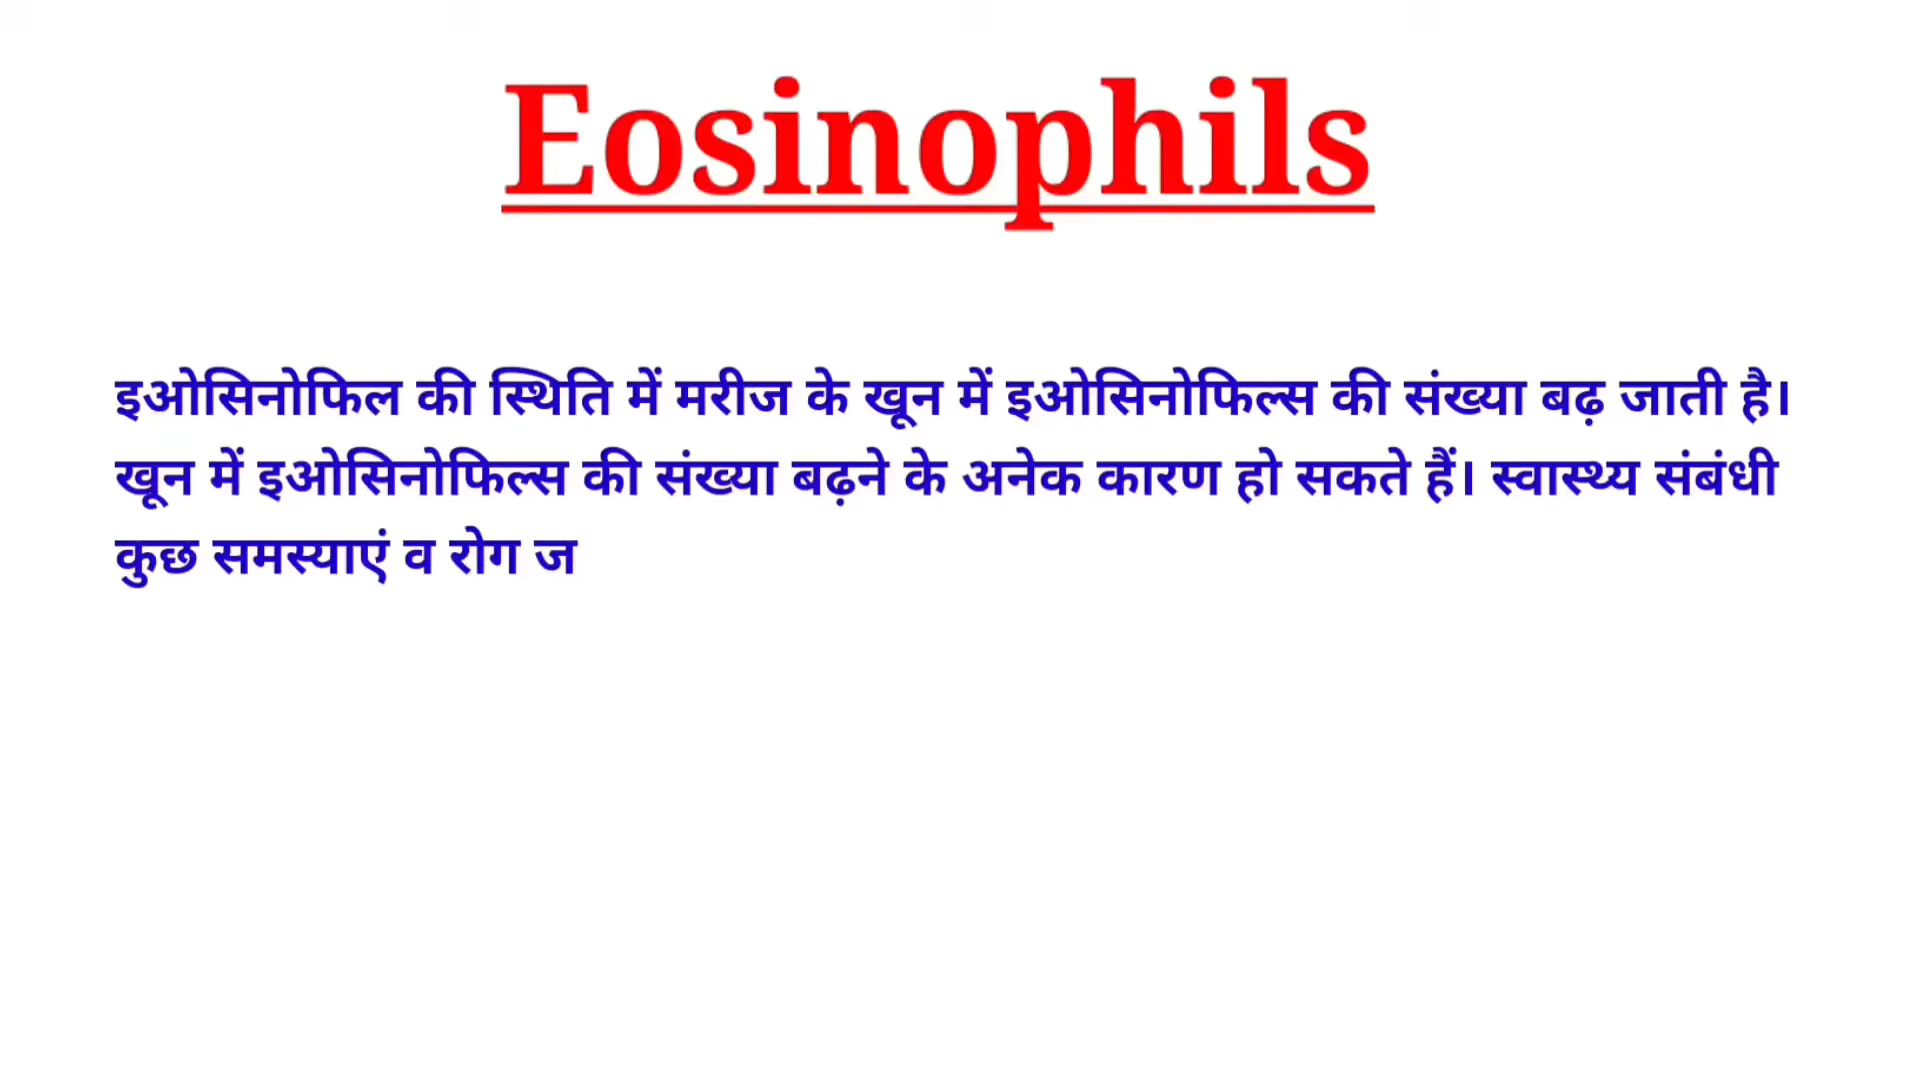 Eosinophils
इओसिनोफिल की स्थिति में मरीज के खून में इओसिनोफिल्स की संख्या बढ़ जाती है।
खून में इओसिनोफिल्स की संख्या बढ़ने के अनेक कारण हो सकते हैं। स्वास्थ्य संबंधी
कुछ समस्याएं व रोग ज